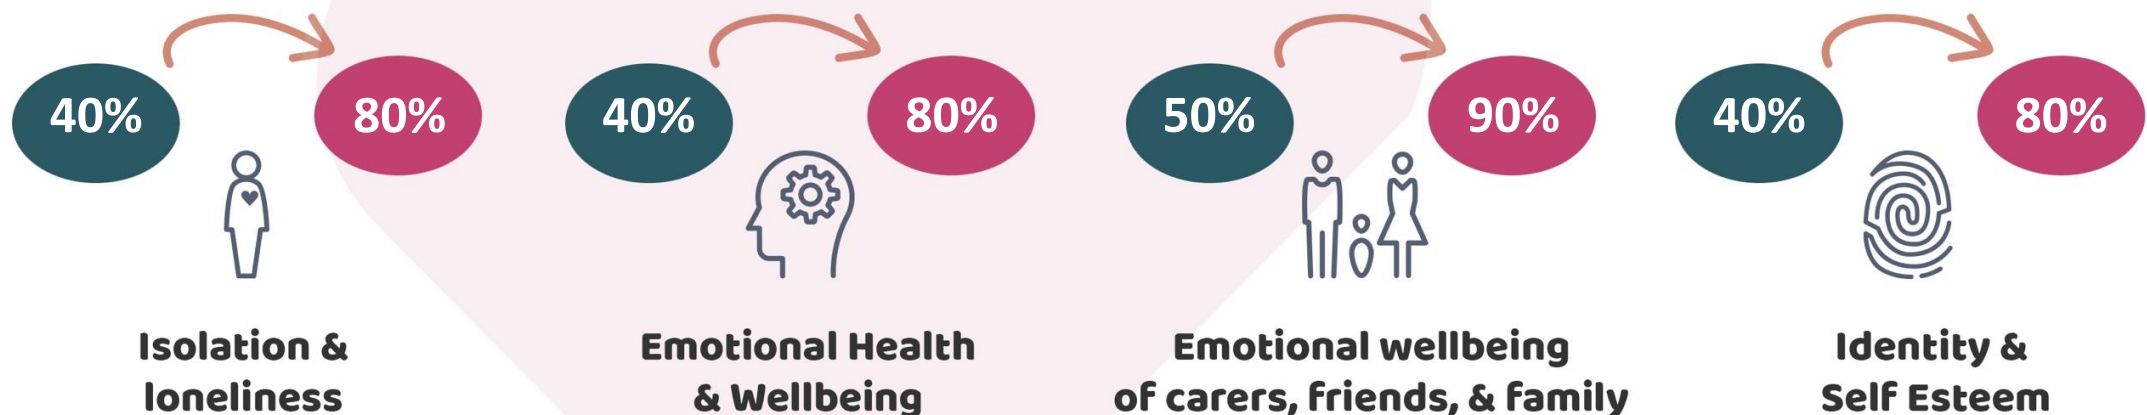 40% 80%
40% 80%
50% 90%
40% 80%
Isolation &
loneliness
Emotional Health
& Wellbeing
Emotional wellbeing
of carers, friends, & family
Identity &
Self Esteem